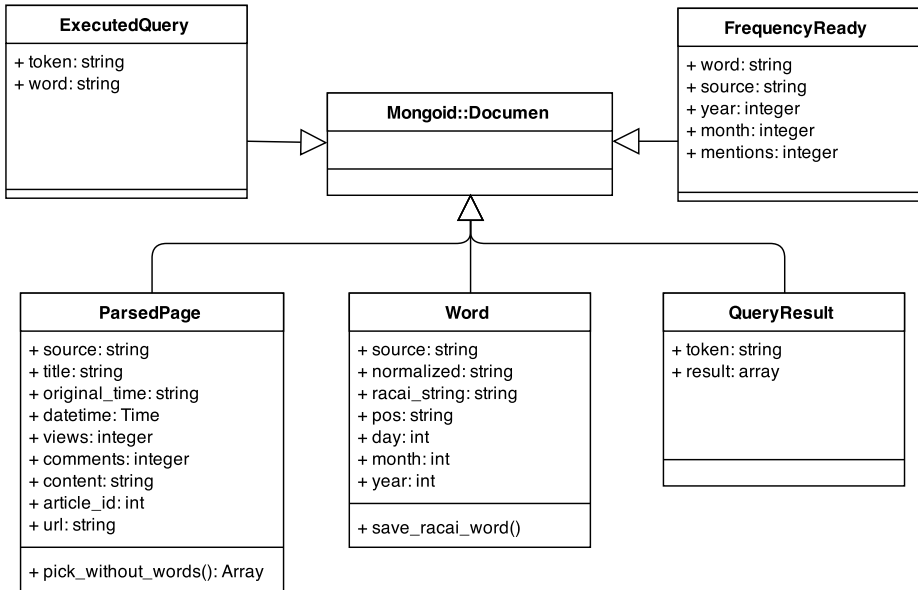 ExecutedQuery
+ token: string
+ word: string
Mongoid::Documen
FrequencyReady
+ word: string
+ source: string
+ year: integer
+ month: integer
+ mentions: integer
ParsedPage
+ source: string
+ title: string
+ original_time: string
+ datetime: Time
+ views: integer
+ comments: integer
+ content: string
+ article_id: int
+ url: string
+ pick_without_words(): Array
Word
+ source: string
+ normalized: string
+ racai_string: string
+ pos: string
+ day: int
+ month: int
+ year: int
+ save_racai_word()
QueryResult
+ token: string
+ result: array